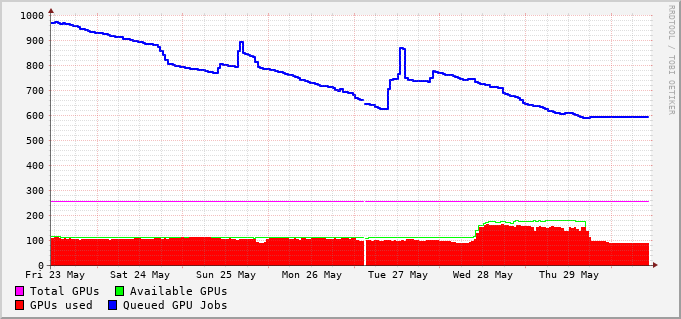 1000
900
800
700
600
500
400
300
200
100
0
Fri 23 May Sat 24 May Sun 25 May Mon 26 May Tue 27 May Wed 28 May Thu 29 May
Total GPUs Available GPUs
GPUs used Queued GPU Jobs
RRDTOOL / TOBI OETIKER